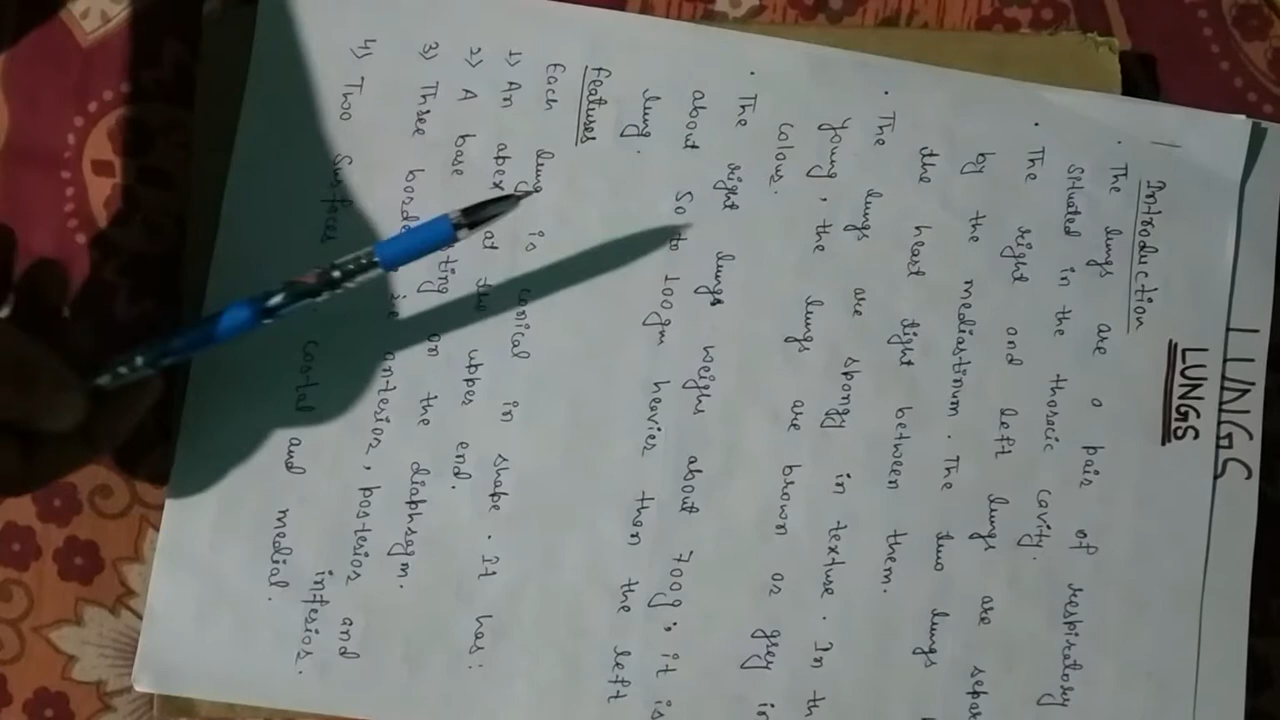 LUNGS
LUNGS
Introduction
• The lungs are a pair of respiratory
situated in the thoracic cavity.
• The right and left lungs are separ
by the mediastinum. The two lungs
the heart light between them.
• The lungs are spongy in texture. In th
young, the lungs are brown or grey in
colour.
• The right lungs weighs about 700g; it is
about 50 to 100gm heavier than the left
lung.
Features
Each lung is conical in shape. It has:
1) An apex at the upper end.
2) A base ting on the diaphragm.
3) Three borde i.e anterior, posterior and
inferior.
4) Two surfaces costal and medial.